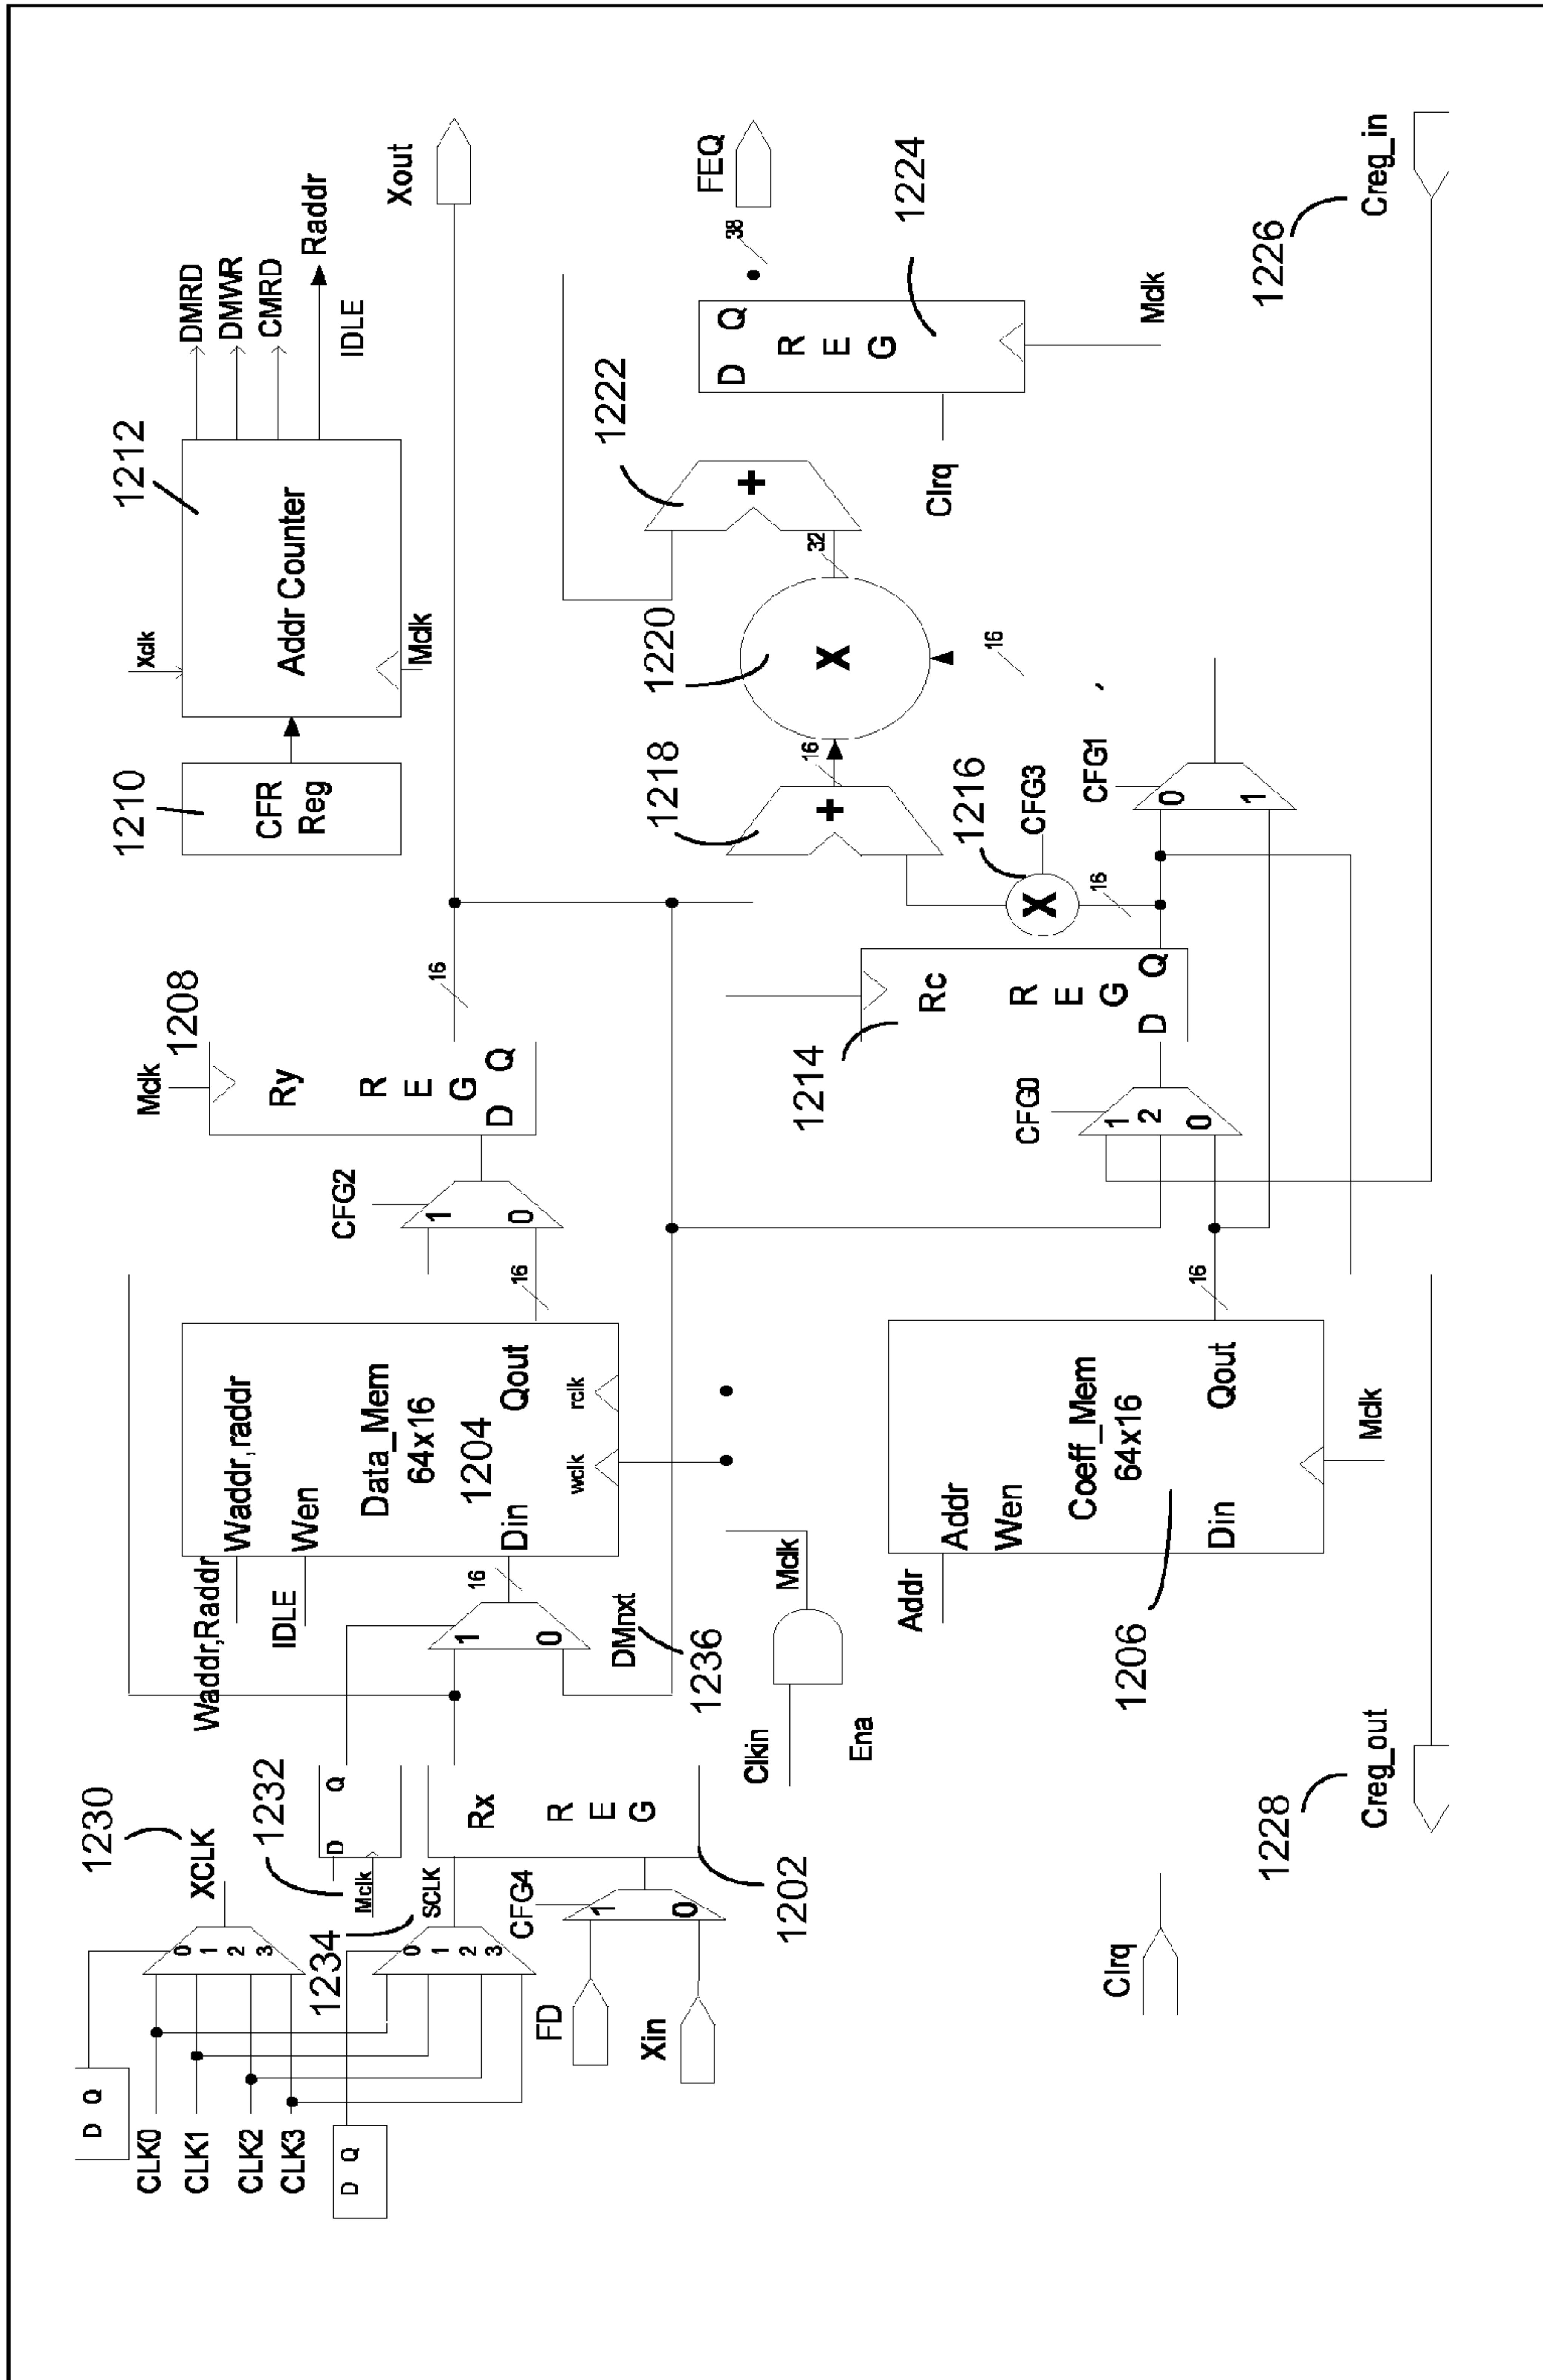 1230
XCLK
D Q
CLK0
CLK1
CLK2
CLK3
0
1
2
3
D Q
1234
SCLK
0
1
2
3
1232
D Q
Mclk
Rx
R E G
1202
CFG4
1
0
FD
Xin
Waddr,Raddr
IDLE
1
0
16
DMnxt
1236
Waddr,raddr
Wen
Data_Mem
64x16
1204
Din
Qout
wclk
rclk
16
CFG2
1
0
Mclk
1208
Ry
R E G
D Q
16
1210
CFR
Reg
1212
Addr Counter
Xclk
Mclk
DMRD
DMWR
CMRD
Raddr
IDLE
Xout
Clkin
Ena
Mclk
Addr
Addr
Wen
Coeff_Mem
64x16
Din
Qout
1206
Mclk
16
CFG0
1
2
0
1214
Rc
R E G
D Q
16
X
1216
CFG3
CFG1
0
1
1218
+
16
1220
X
16
32
1222
+
D Q
R E G
1224
Clrq
Mclk
38
FEQ
Clrq
1228
Creg_out
1226
Creg_in